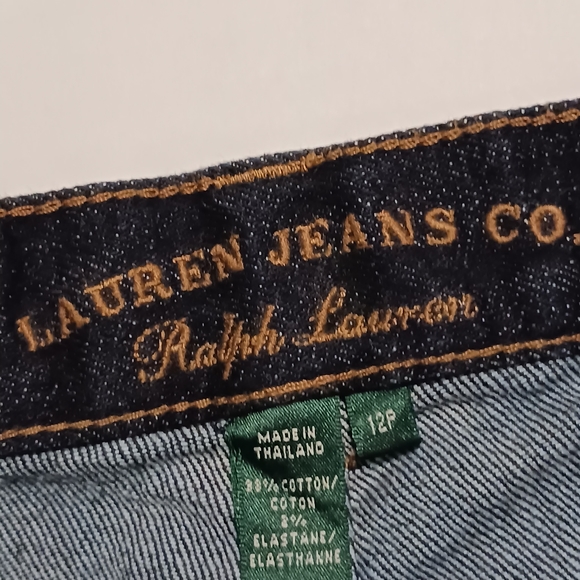 LAUREN JEANS CO.
Ralph Lauren
12P
MADE IN
THAILAND
98% COTTON/
COTON
2%
ELASTANE/
ELASTHANNE